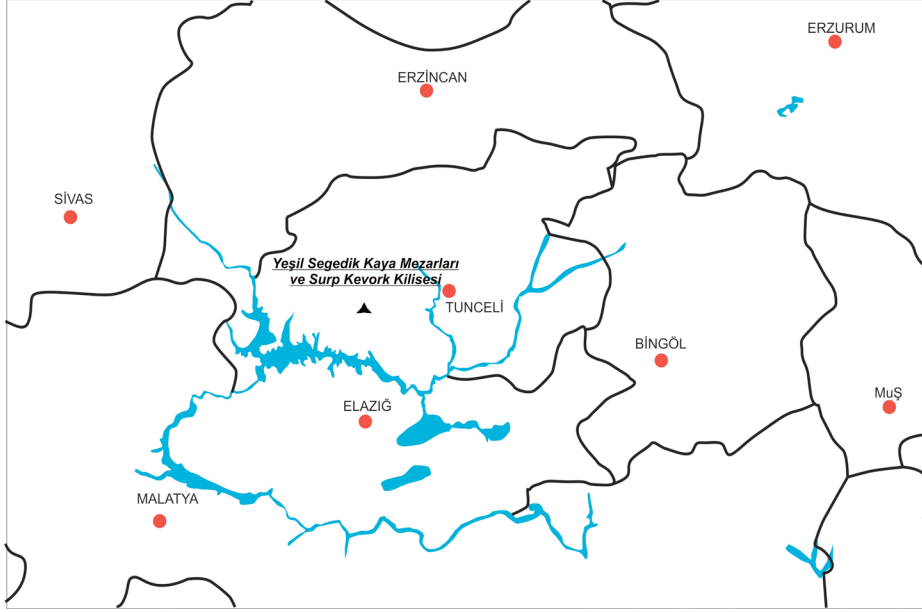 ERZURUM
ERZİNCAN
SİVAS
Yeşil Segedik Kaya Mezarları
ve Surp Kevork Kilisesi
TUNCELİ
BİNGÖL
MuŞ
ELAZIĞ
MALATYA